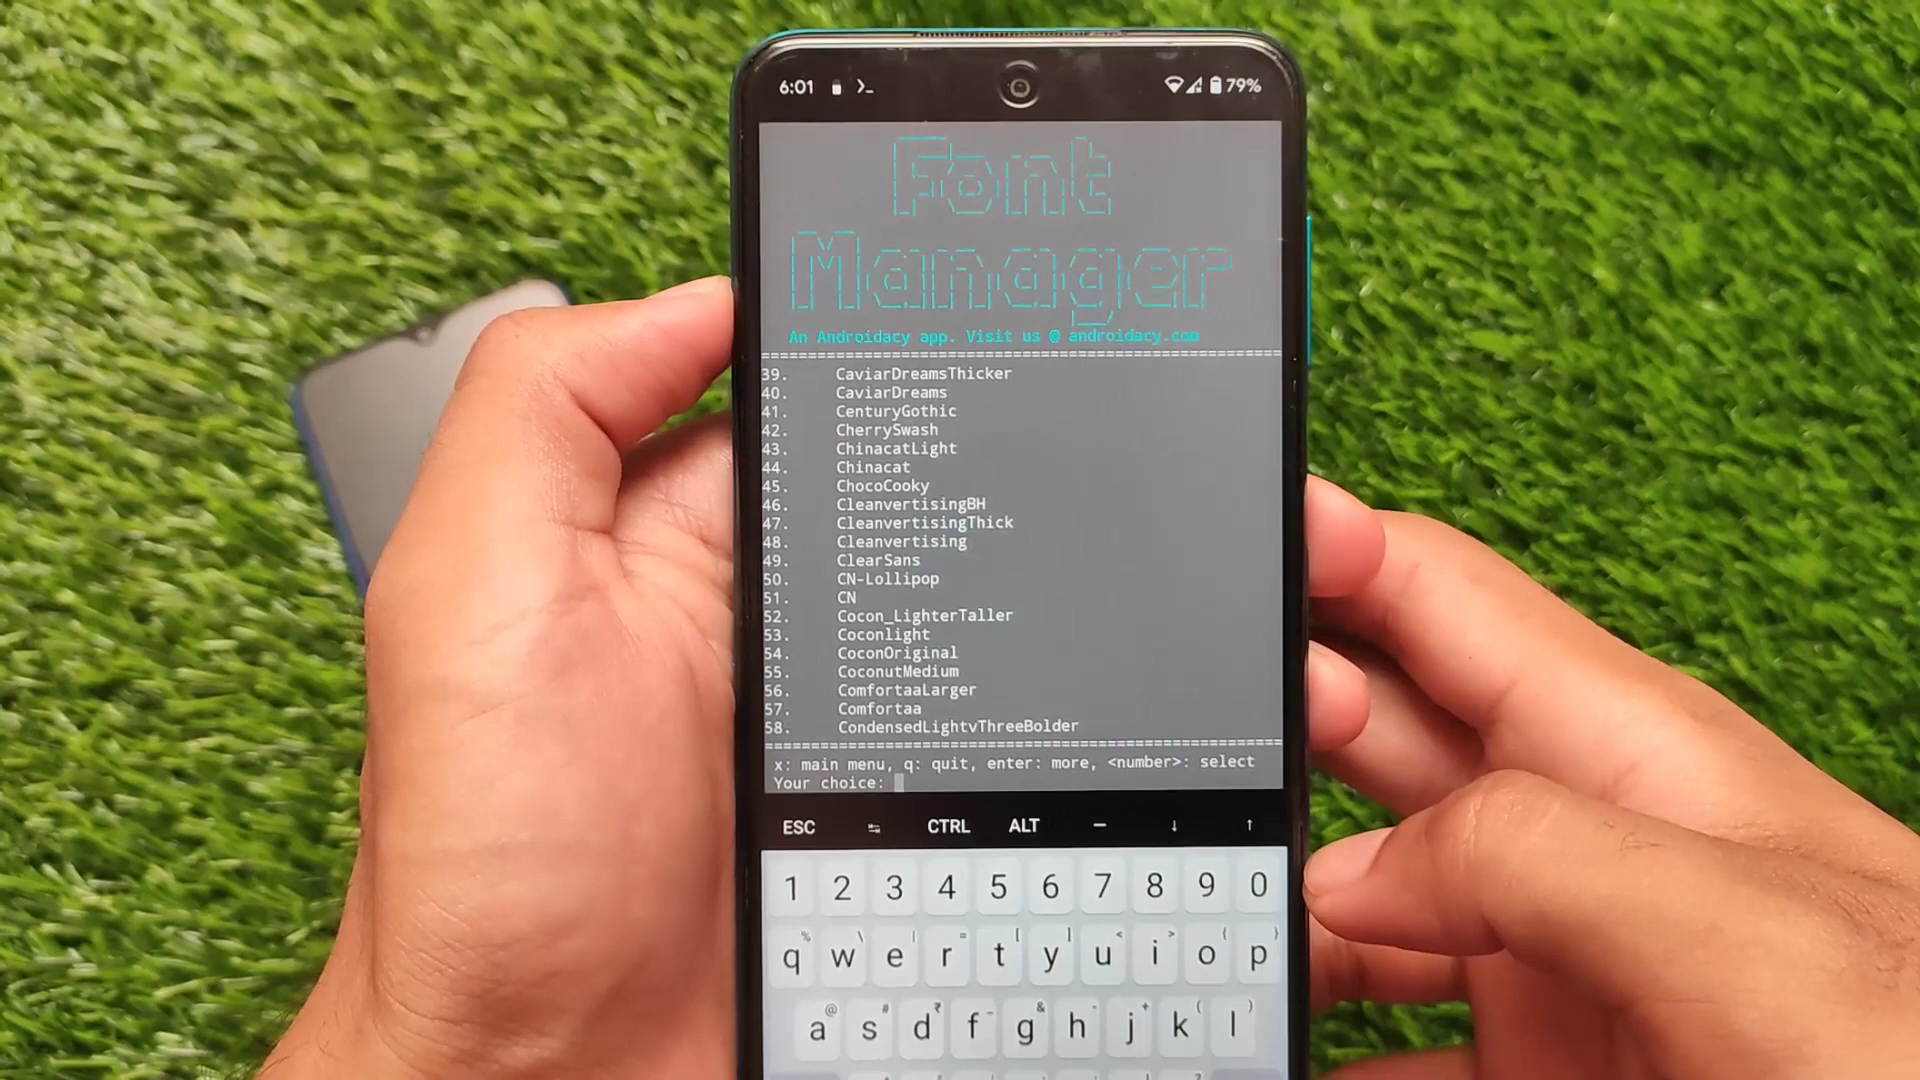 6:01 >_ 79%
Font
Manager
An Androidacy app. Visit us @ androidacy.com
39. CaviarDreamsThicker
40. CaviarDreams
41. CenturyGothic
42. CherrySwash
43. ChinacatLight
44. Chinacat
45. ChocoCooky
46. CleanvertisingBH
47. CleanvertisingThick
48. Cleanvertising
49. ClearSans
50. CN-Lollipop
51. CN
52. Cocon_LighterTaller
53. Coconlight
54. CoconOriginal
55. CoconutMedium
56. ComfortaaLarger
57. Comfortaa
58. CondensedLightvThreeBolder
x: main menu, q: quit, enter: more, <number>: select
Your choice:
ESC CTRL ALT — ↓ ↑
1 2 3 4 5 6 7 8 9 0
% \ | = [ ] < > { }
q w e r t y u i o p
@ # ₹ - & - + ( )
a s d f g h j k l